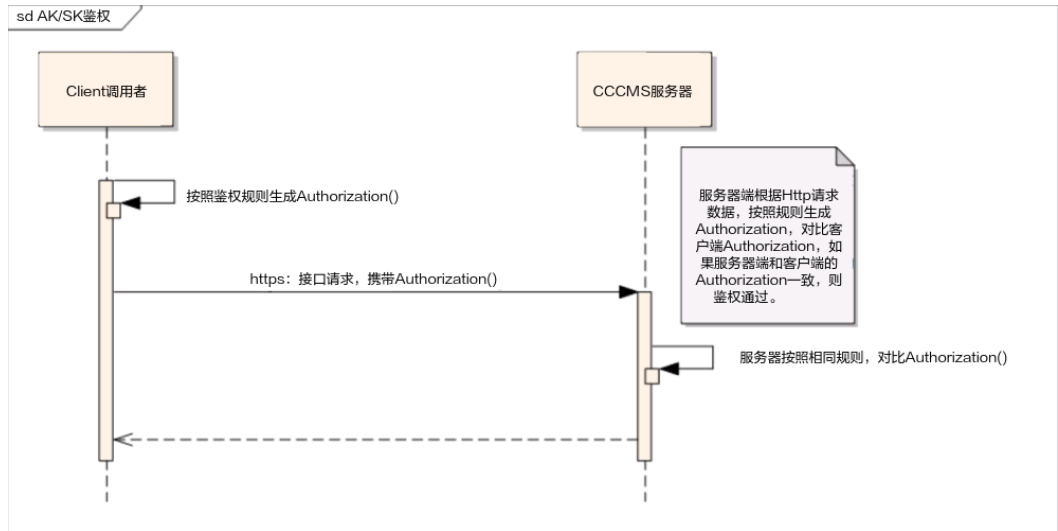 sd AK/SK鉴权
Client调用者
CCCMS服务器
按照鉴权规则生成Authorization()
服务器端根据Http请求
数据，按照规则生成
Authorization，对比客
户端Authorization，如
果服务器端和客户端的
Authorization一致，则
鉴权通过。
https：接口请求，携带Authorization()
服务器按照相同规则，对比Authorization()